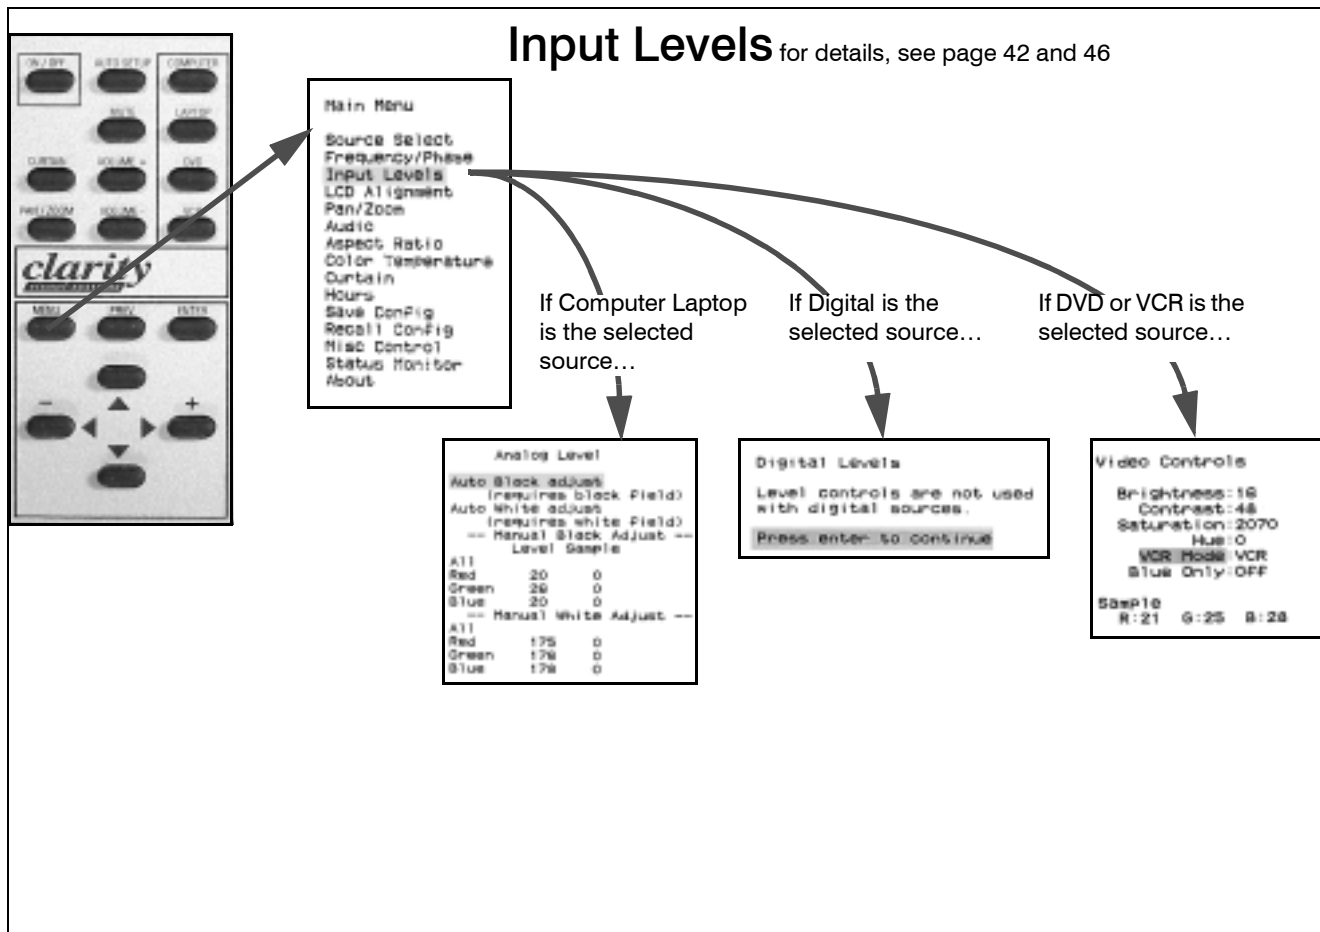 Input Levels for details, see page 42 and 46
ON / OFF
AUTO SETUP
COMPUTER
MUTE
LAPTOP
CURTAIN
VOLUME +
DVD
PAN / ZOOM
VOLUME -
VCR
clarity
MENU
PREV
ENTER
-
+
Main Menu
Source Select
Frequency/Phase
Input Levels
LCD Alignment
Pan/Zoom
Audio
Aspect Ratio
Color Temperature
Curtain
Hours
Save Config
Recall Config
Misc Control
Status Monitor
About
If Computer Laptop
is the selected
source…
If Digital is the
selected source…
If DVD or VCR is the
selected source…
Analog Level
Auto Black adjust
(requires black field)
Auto White adjust
(requires white field)
-- Manual Black Adjust --
Level Sample
All
Red 20 0
Green 0
Blue 20 0
-- Manual White Adjust --
All
Red 175 0
Green 0
Blue 0
Digital Levels
Level controls are not used
with digital sources.
Press enter to continue
Video Controls
Brightness:
Contrast:
Saturation:2070
Hue:0
VCR Mode VCR
Blue Only:OFF
Sample
R:21 G:25 B: